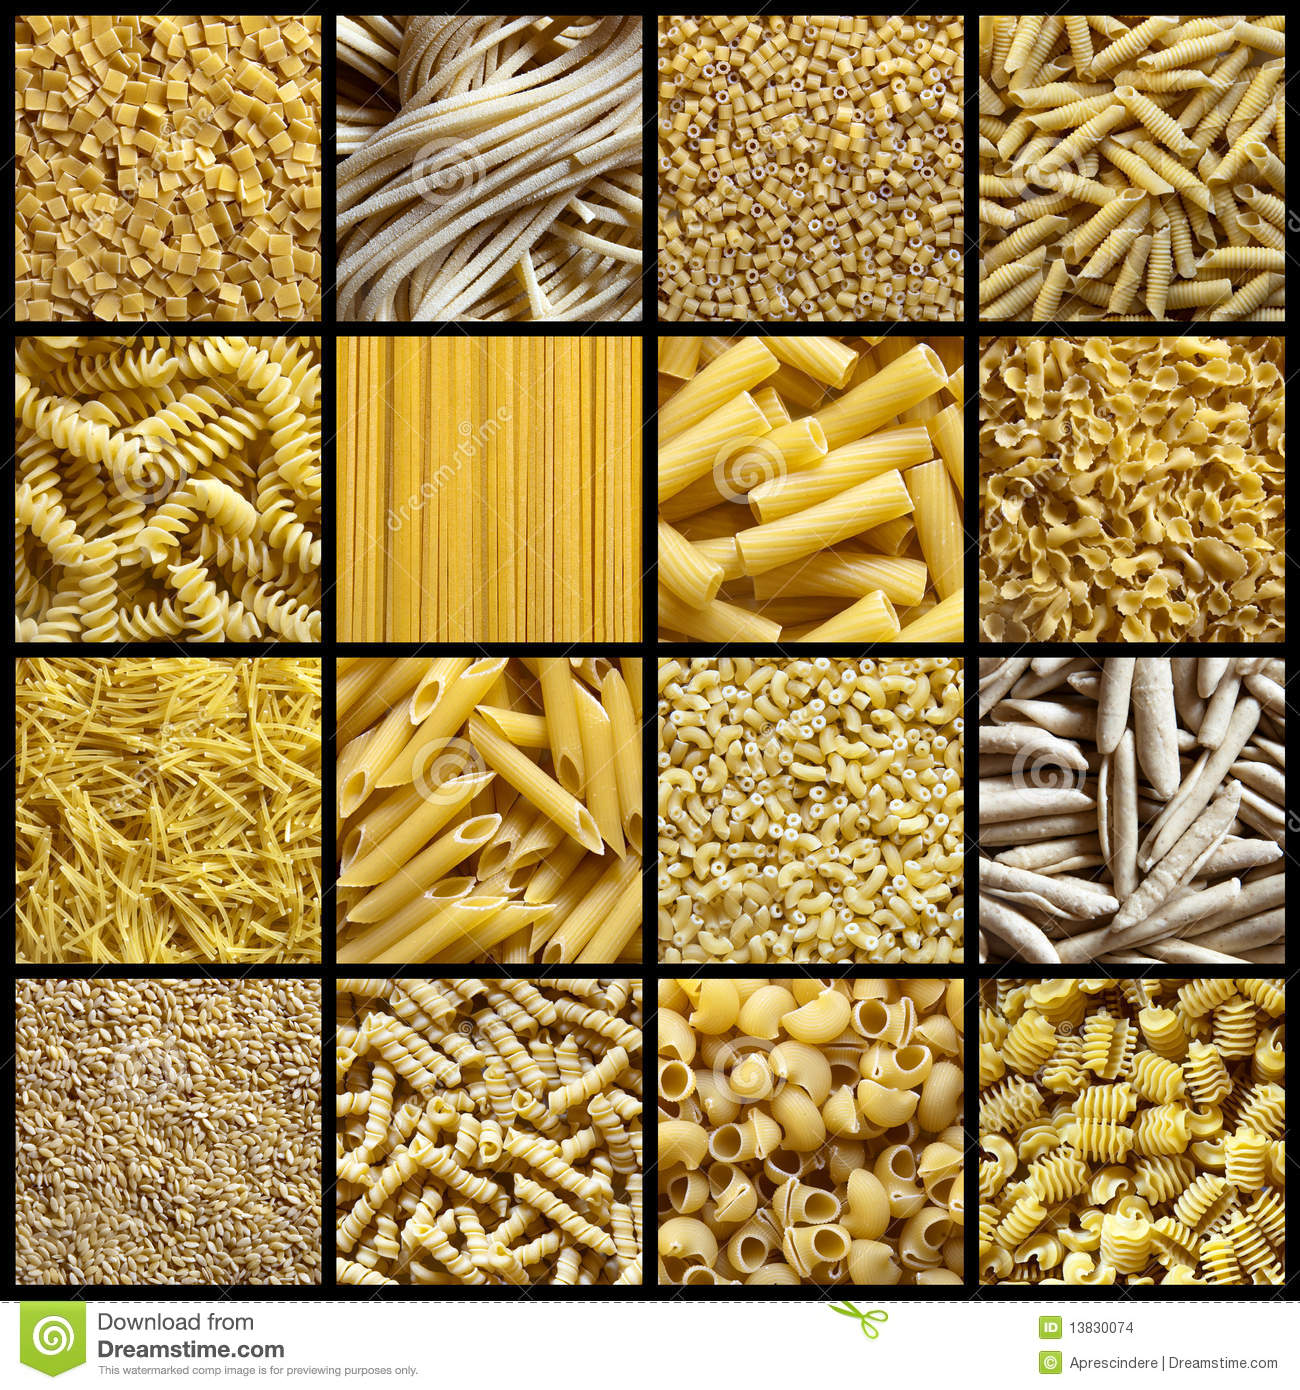 dreamstime
Download from
Dreamstime.com
This watermarked comp image is for previewing purposes only.
ID 13830074
© Aprescindere | Dreamstime.com